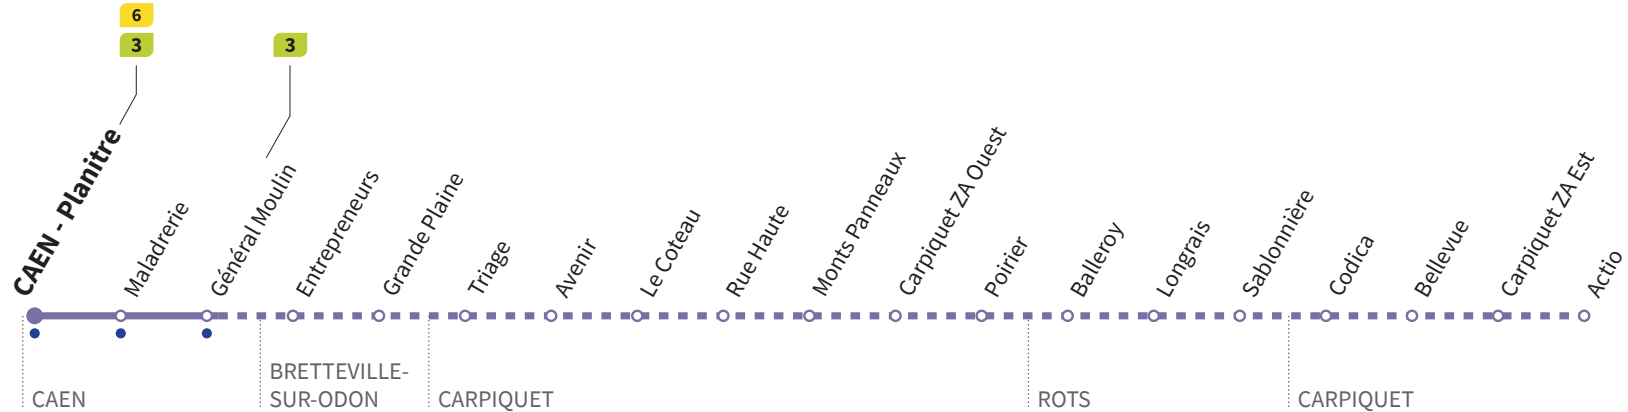 6
3
3
CAEN - Planitre
Maladrerie
Général Moulin
Entrepreneurs
Grande Plaine
Triage
Avenir
Le Coteau
Rue Haute
Monts Panneaux
Carpiquet ZA Ouest
Poirier
Balleroy
Longrais
Sablonnière
Codica
Bellevue
Carpiquet ZA Est
Actio
CAEN
BRETTEVILLE-
SUR-ODON
CARPIQUET
ROTS
CARPIQUET